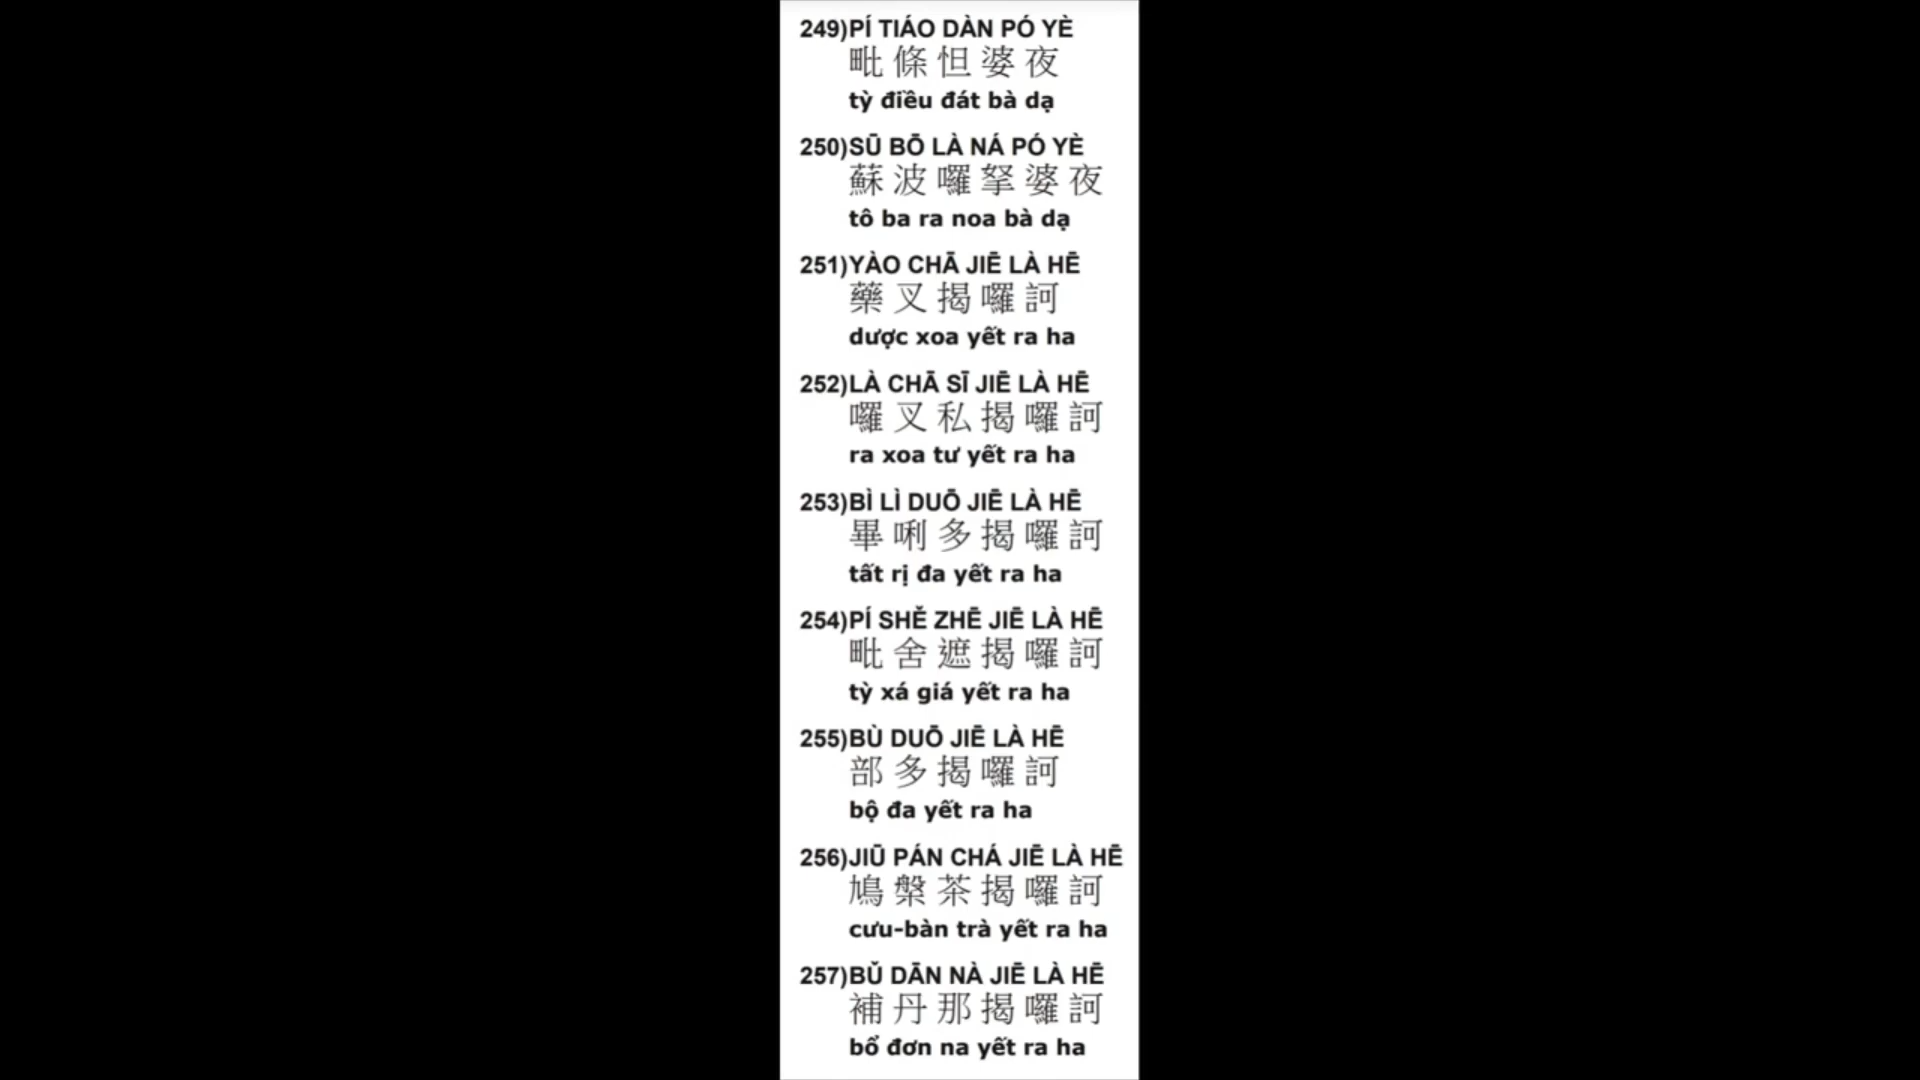 249)PÍ TIÁO DÀN PÓ YÈ
毗條怛婆夜
tỳ điều đát bà dạ
250)SŪ BŌ LÀ NÁ PÓ YÈ
蘇波囉拏婆夜
tô ba ra noa bà dạ
251)YÀO CHĀ JIĒ LÀ HĒ
藥叉揭囉訶
dược xoa yết ra ha
252)LÀ CHĀ SĪ JIĒ LÀ HĒ
囉叉私揭囉訶
ra xoa tư yết ra ha
253)BÌ LÌ DUŌ JIĒ LÀ HĒ
畢唎多揭囉訶
tất rị đa yết ra ha
254)PÍ SHĚ ZHĒ JIĒ LÀ HĒ
毗舍遮揭囉訶
tỳ xá giá yết ra ha
255)BÙ DUŌ JIĒ LÀ HĒ
部多揭囉訶
bộ đa yết ra ha
256)JIŪ PÁN CHÁ JIĒ LÀ HĒ
鳩槃茶揭囉訶
cưu-bàn trà yết ra ha
257)BǓ DĀN NÀ JIĒ LÀ HĒ
補丹那揭囉訶
bổ đơn na yết ra ha